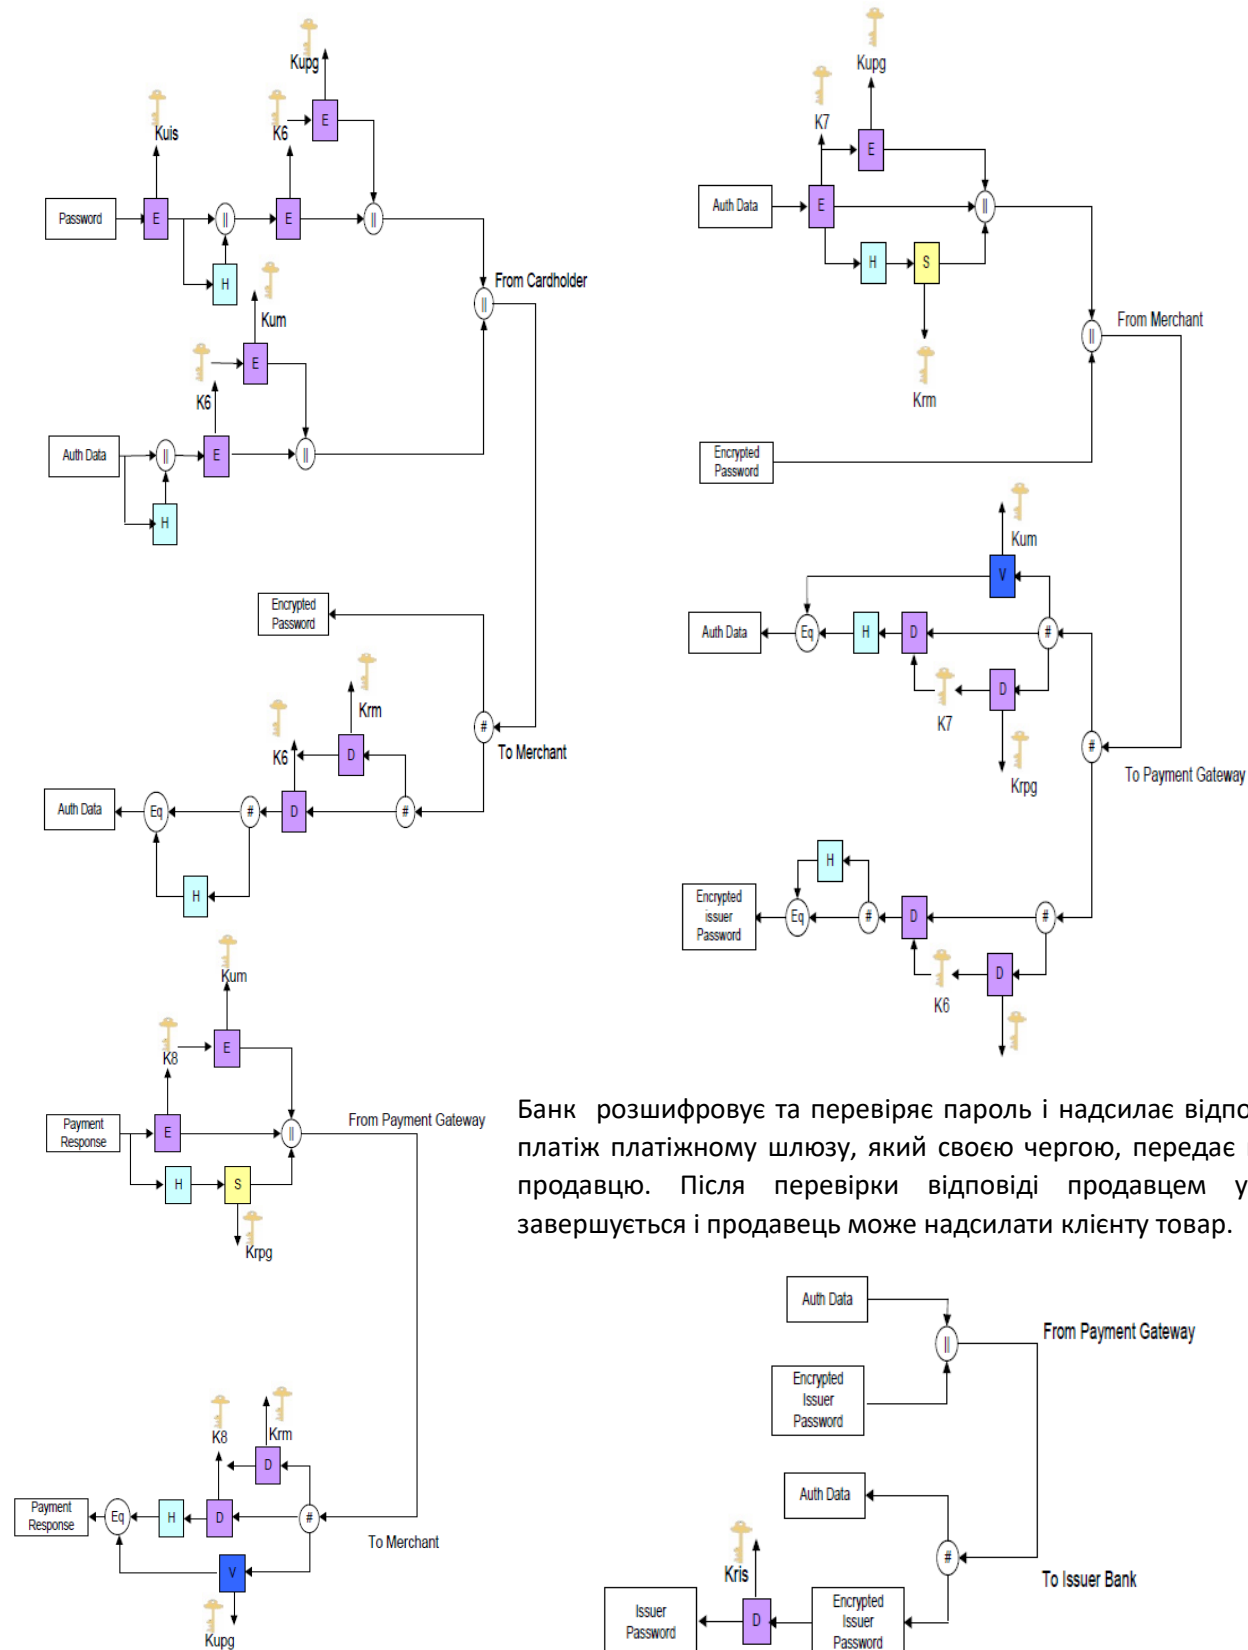 Kupg
Kuis
K6
E
Password
E
||
E
||
H
From Cardholder
||
Kum
E
K6
Auth Data
||
E
||
H
Encrypted
Password
Krm
K6
D
#
To Merchant
Auth Data
Eq
#
D
#
H
Kupg
K7
E
Auth Data
E
||
H
S
From Merchant
||
Krm
Encrypted
Password
Kum
V
Auth Data
Eq
H
D
#
D
K7
#
Krpg
To Payment Gateway
H
Encrypted
issuer
Password
Eq
#
D
#
D
K6
Kum
K8
E
Payment
Response
E
||
From Payment Gateway
H
S
Krpg
K8
Krm
D
Payment
Response
Eq
H
D
#
To Merchant
V
Kupg
Банк розшифровує та перевіряє пароль і надсилає
платіж платіжному шлюзу, який своєю чергою, передає
продавцю. Після перевірки відповіді продавцем
завершується і продавець може надсилати клієнту товар.
Auth Data
||
From Payment Gateway
Encrypted
Issuer
Password
Auth Data
#
To Issuer Bank
Kris
Issuer
Password
D
Encrypted
Issuer
Password